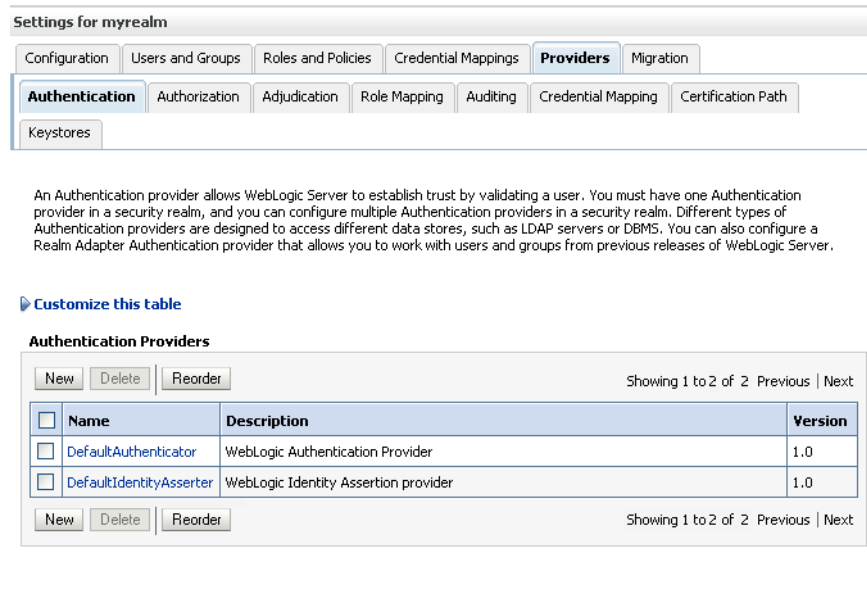 Settings for myrealm
Configuration Users and Groups Roles and Policies Credential Mappings Providers Migration
Authentication Authorization Adjudication Role Mapping Auditing Credential Mapping Certification Path
Keystores
An Authentication provider allows WebLogic Server to establish trust by validating a user. You must have one Authentication
provider in a security realm, and you can configure multiple Authentication providers in a security realm. Different types of
Authentication providers are designed to access different data stores, such as LDAP servers or DBMS. You can also configure a
Realm Adapter Authentication provider that allows you to work with users and groups from previous releases of WebLogic Server.
Customize this table
Authentication Providers
New Delete Reorder Showing 1 to 2 of 2 Previous | Next
Name Description Version
DefaultAuthenticator WebLogic Authentication Provider 1.0
DefaultIdentityAsserter WebLogic Identity Assertion provider 1.0
New Delete Reorder Showing 1 to 2 of 2 Previous | Next